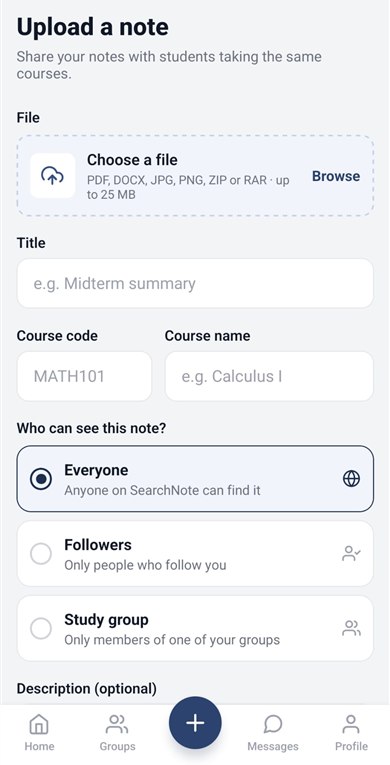 Upload a note
Share your notes with students taking the same
courses.
File
Choose a file
PDF, DOCX, JPG, PNG, ZIP or RAR · up
to 25 MB
Browse
Title
e.g. Midterm summary
Course code
Course name
MATH101
e.g. Calculus I
Who can see this note?
Everyone
Anyone on SearchNote can find it
Followers
Only people who follow you
Study group
Only members of one of your groups
Description (optional)
Home
Groups
Messages
Profile